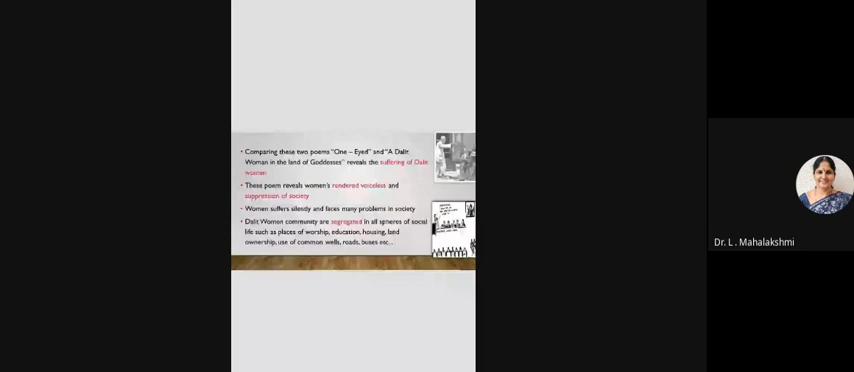 • Comparing these two poems "One – Eyed" and "A Dalit
Woman in the land of Goddesses" reveals the suffering of Dalit
women
• These poem reveals women's rendered voiceless and
suppression of society
• Women suffers silently and faces many problems in society
• Dalit Women community are segregated in all spheres of social
life such as places of worship, education, housing, land
ownership, use of common wells, roads, buses etc...
Dr. L . Mahalakshmi